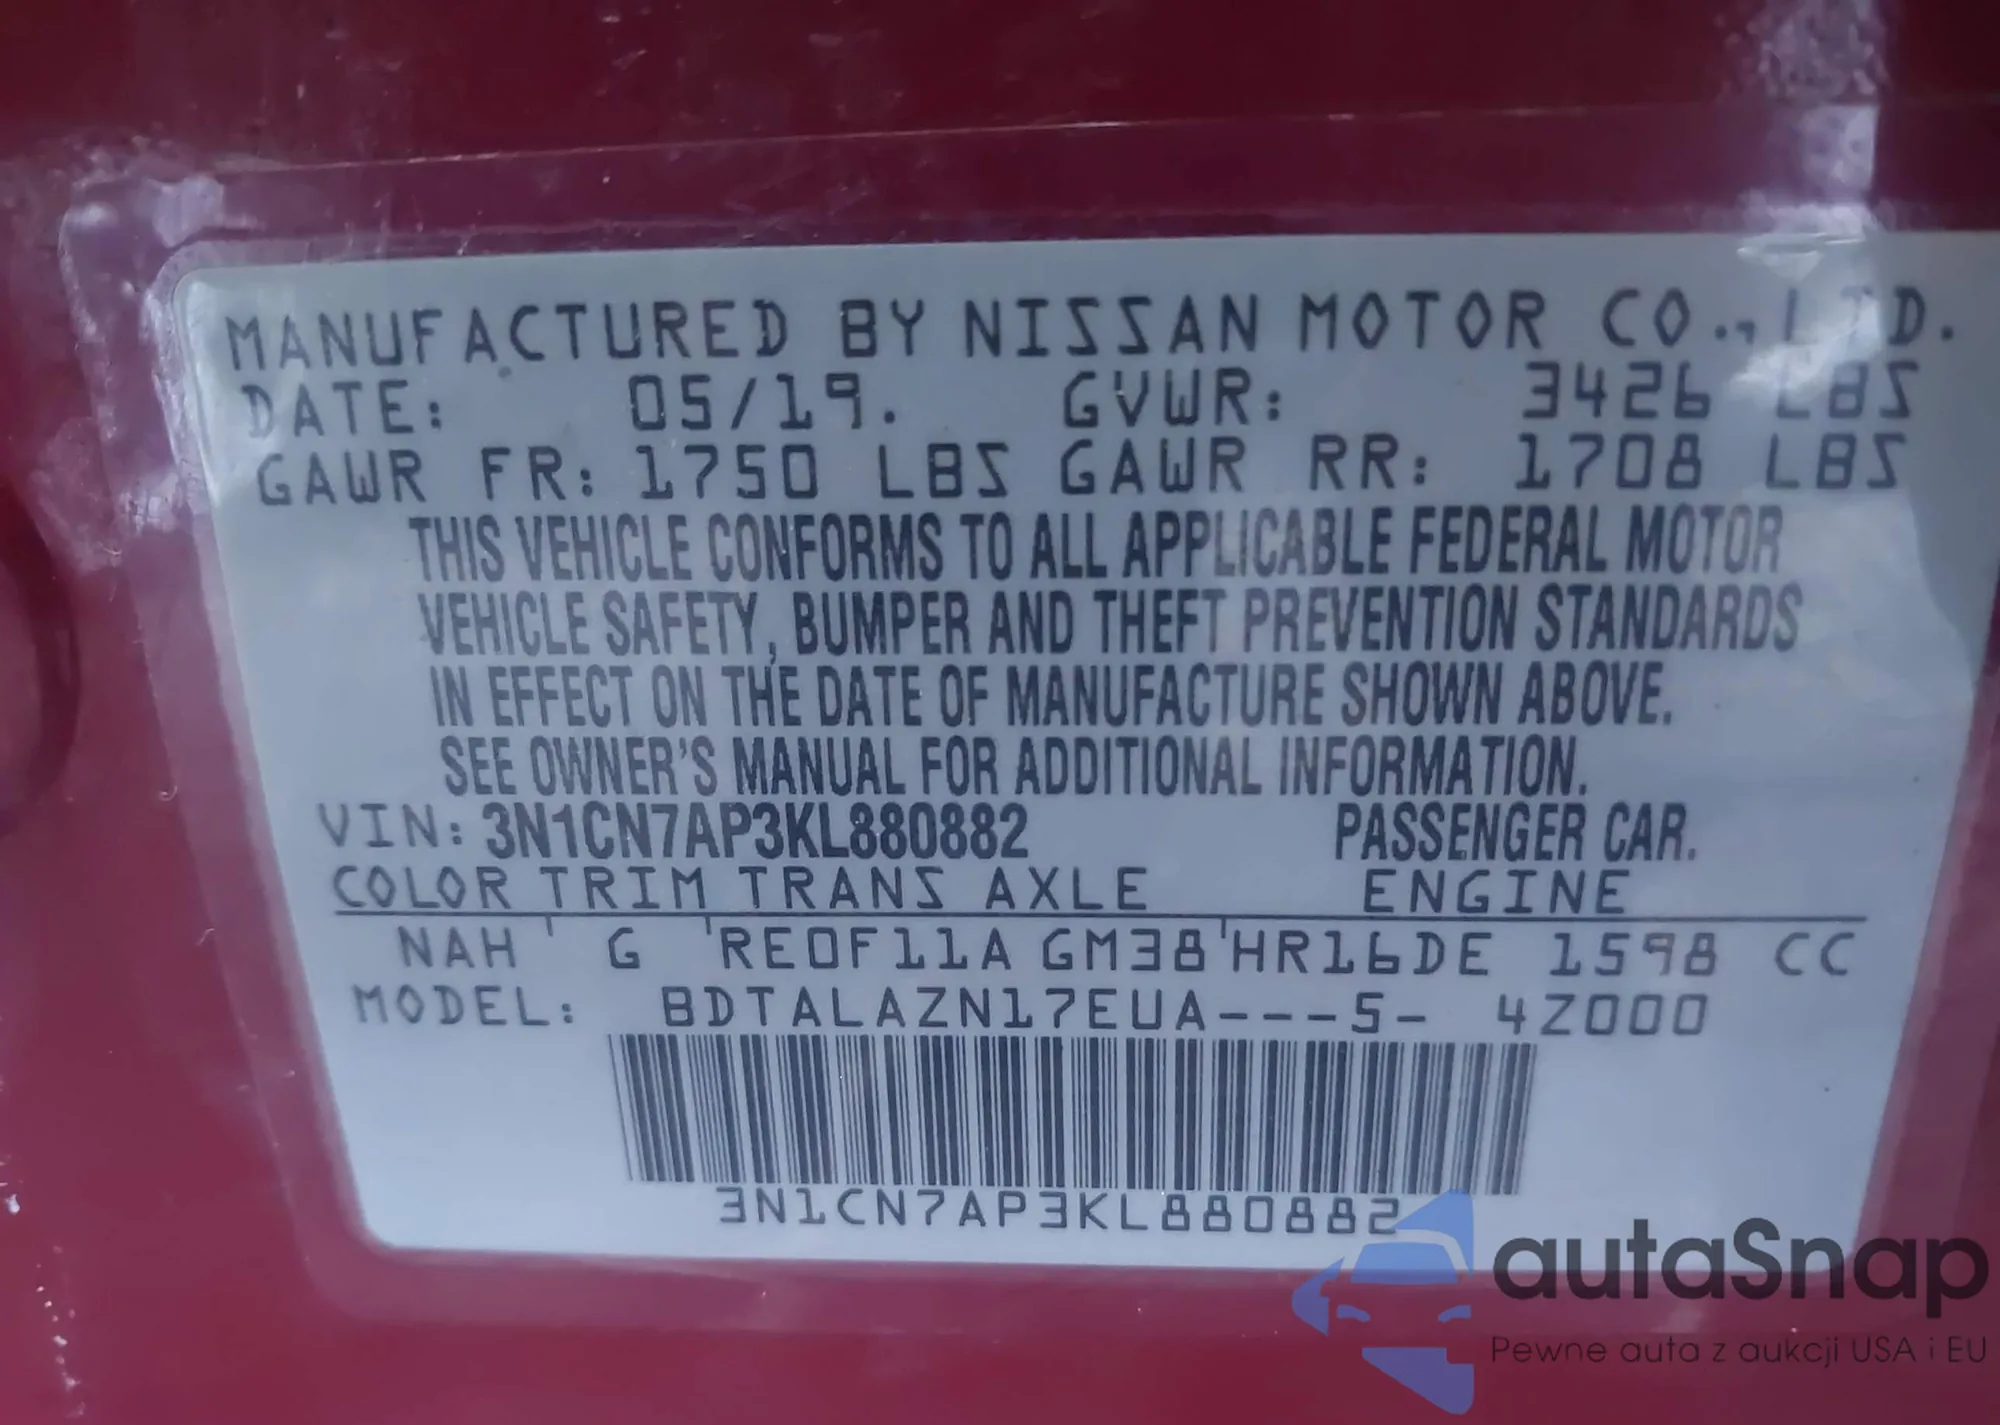 MANUFACTURED BY NISSAN MOTOR CO., LTD.
DATE: 05/19. GVWR: 3426 LBS
GAWR FR: 1750 LBS GAWR RR: 1708 LBS
THIS VEHICLE CONFORMS TO ALL APPLICABLE FEDERAL MOTOR
VEHICLE SAFETY, BUMPER AND THEFT PREVENTION STANDARDS
IN EFFECT ON THE DATE OF MANUFACTURE SHOWN ABOVE.
SEE OWNER'S MANUAL FOR ADDITIONAL INFORMATION.
VIN: 3N1CN7AP3KL880882 PASSENGER CAR.
COLOR TRIM TRANS AXLE ENGINE
NAH G RE0F11A GM38 HR16DE 1598 CC
MODEL: BDTALAZN17EUA---5- 4Z000
3N1CN7AP3KL880882
autaSnap
Pewne auta z aukcji USA i EU